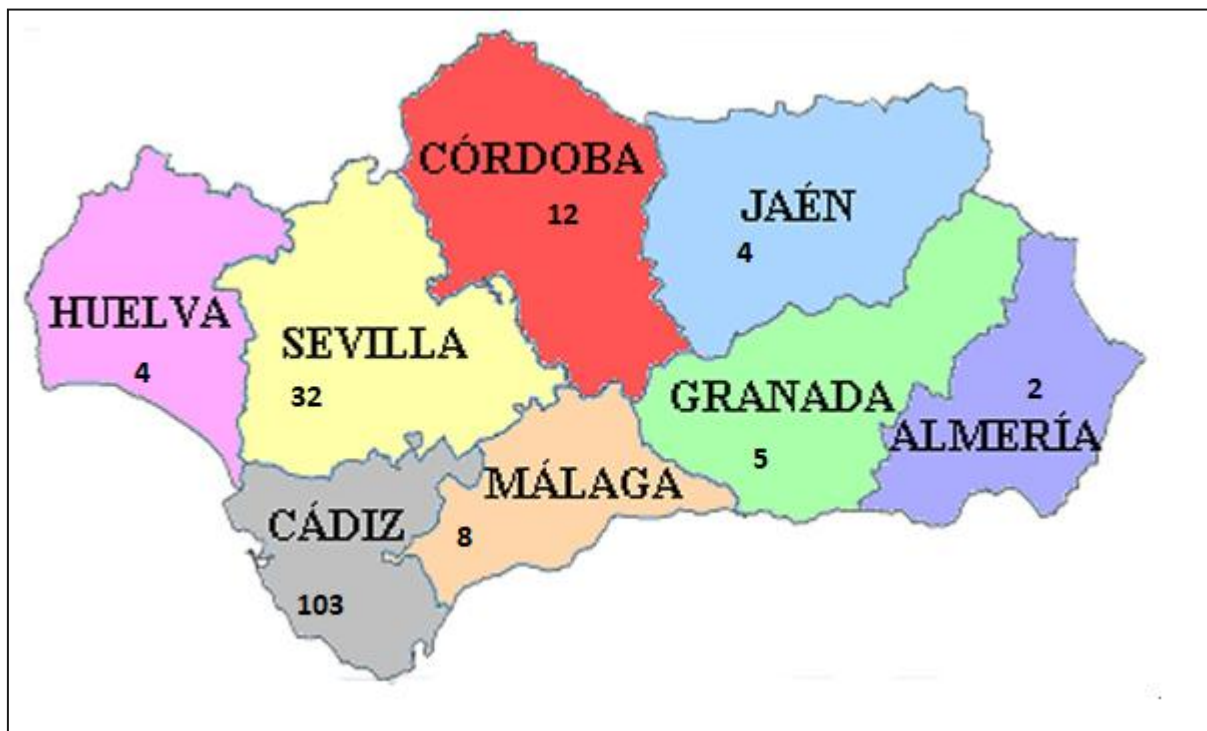 CÓRDOBA
12
JAÉN
4
HUELVA
4
SEVILLA
32
GRANADA
5
ALMERÍA
2
MÁLAGA
8
CÁDIZ
103